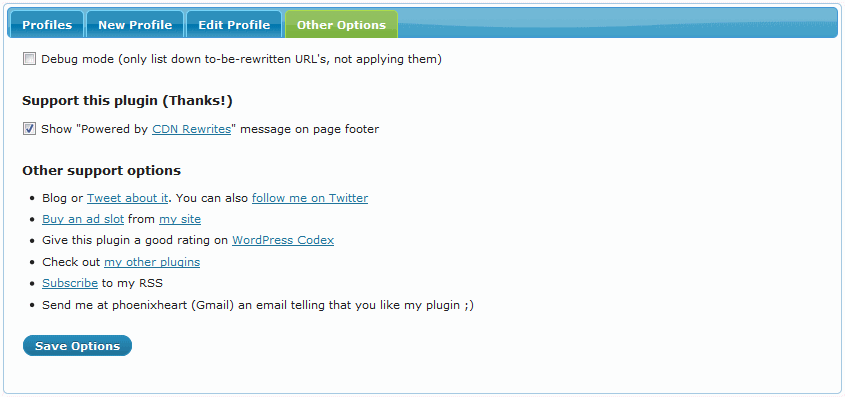 Profiles New Profile Edit Profile Other Options
Debug mode (only list down to-be-rewritten URL's, not applying them)
Support this plugin (Thanks!)
Show "Powered by CDN Rewrites" message on page footer
Other support options
Blog or Tweet about it. You can also follow me on Twitter
Buy an ad slot from my site
Give this plugin a good rating on WordPress Codex
Check out my other plugins
Subscribe to my RSS
Send me at phoenixheart (Gmail) an email telling that you like my plugin ;)
Save Options